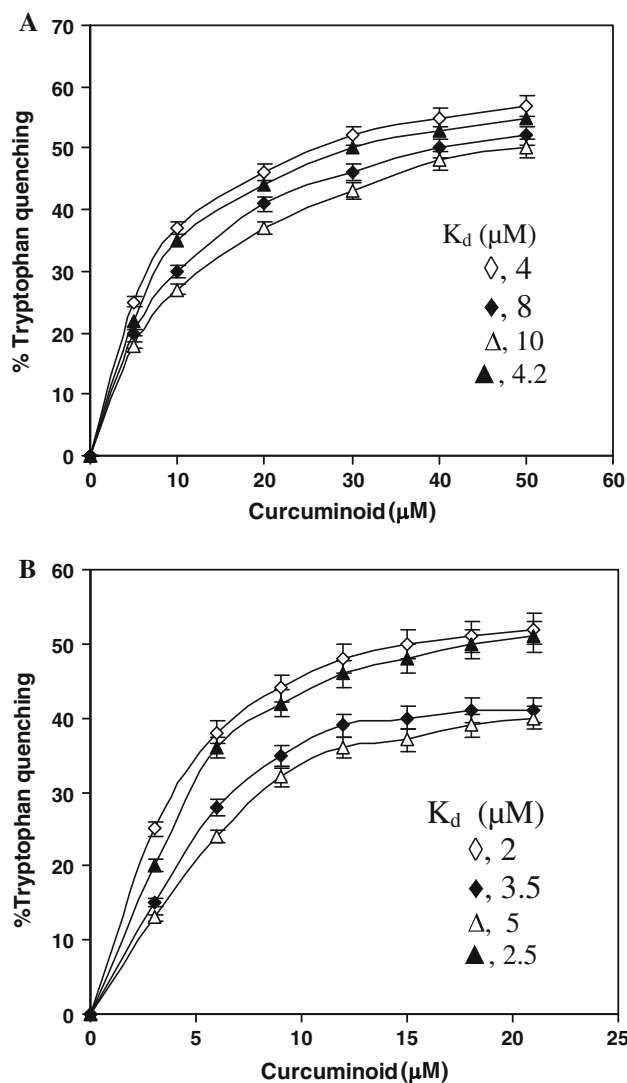 A
70
60
50
40
30
20
10
0
% Tryptophan quenching
0 10 20 30 40 50 60
Curcuminoid (μM)
Kd (μM)
◇, 4
◆, 8
△, 10
▲, 4.2
B
60
50
40
30
20
10
0
%Tryptophan quenching
0 5 10 15 20 25
Curcuminoid (μM)
Kd (μM)
◇, 2
◆, 3.5
△, 5
▲, 2.5